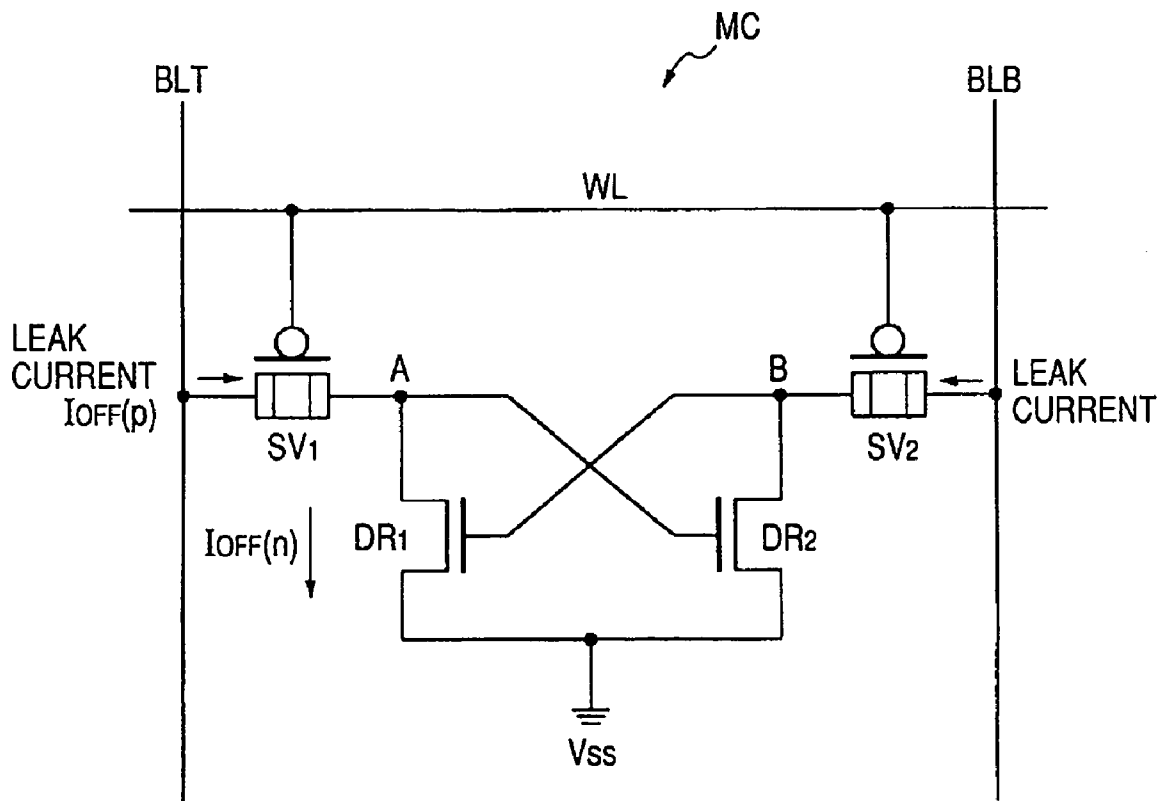 MC
BLT
BLB
WL
LEAK
CURRENT
IOFF(p)
A
B
LEAK
CURRENT
SV1
SV2
IOFF(n)
DR1
DR2
Vss